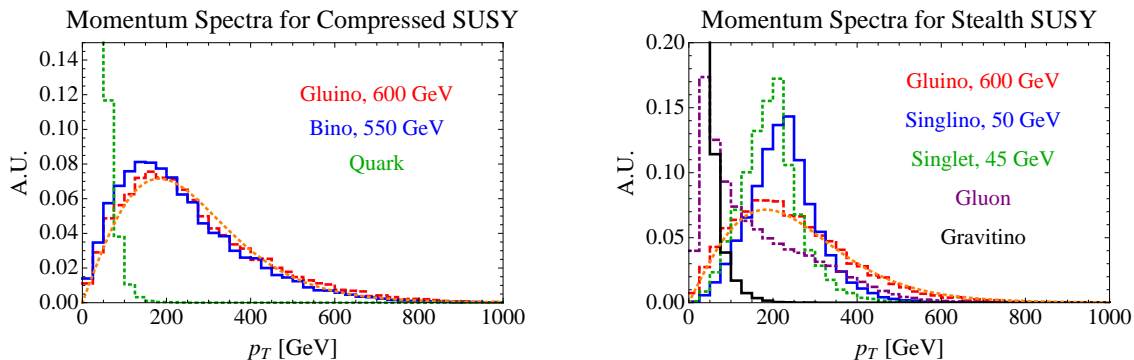 Momentum Spectra for Compressed SUSY
0.14
0.12
0.10
0.08
0.06
0.04
0.02
0.00
A.U.
Gluino, 600 GeV
Bino, 550 GeV
Quark
0 200 400 600 800 1000
p_T [GeV]
Momentum Spectra for Stealth SUSY
0.20
0.15
0.10
0.05
0.00
A.U.
Gluino, 600 GeV
Singlino, 50 GeV
Singlet, 45 GeV
Gluon
Gravitino
0 200 400 600 800 1000
p_T [GeV]